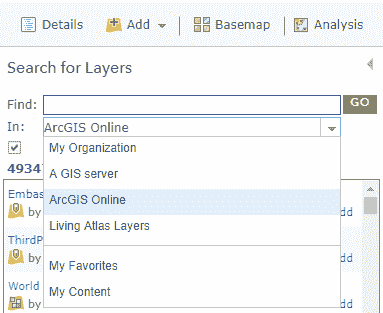 Details Add Basemap Analysis
Search for Layers
Find: GO
In: ArcGIS Online
My Organization
4934
A GIS server
Embas
ArcGIS Online
by dd
Living Atlas Layers
ThirdP
by dd
My Favorites
World
My Content
by dd